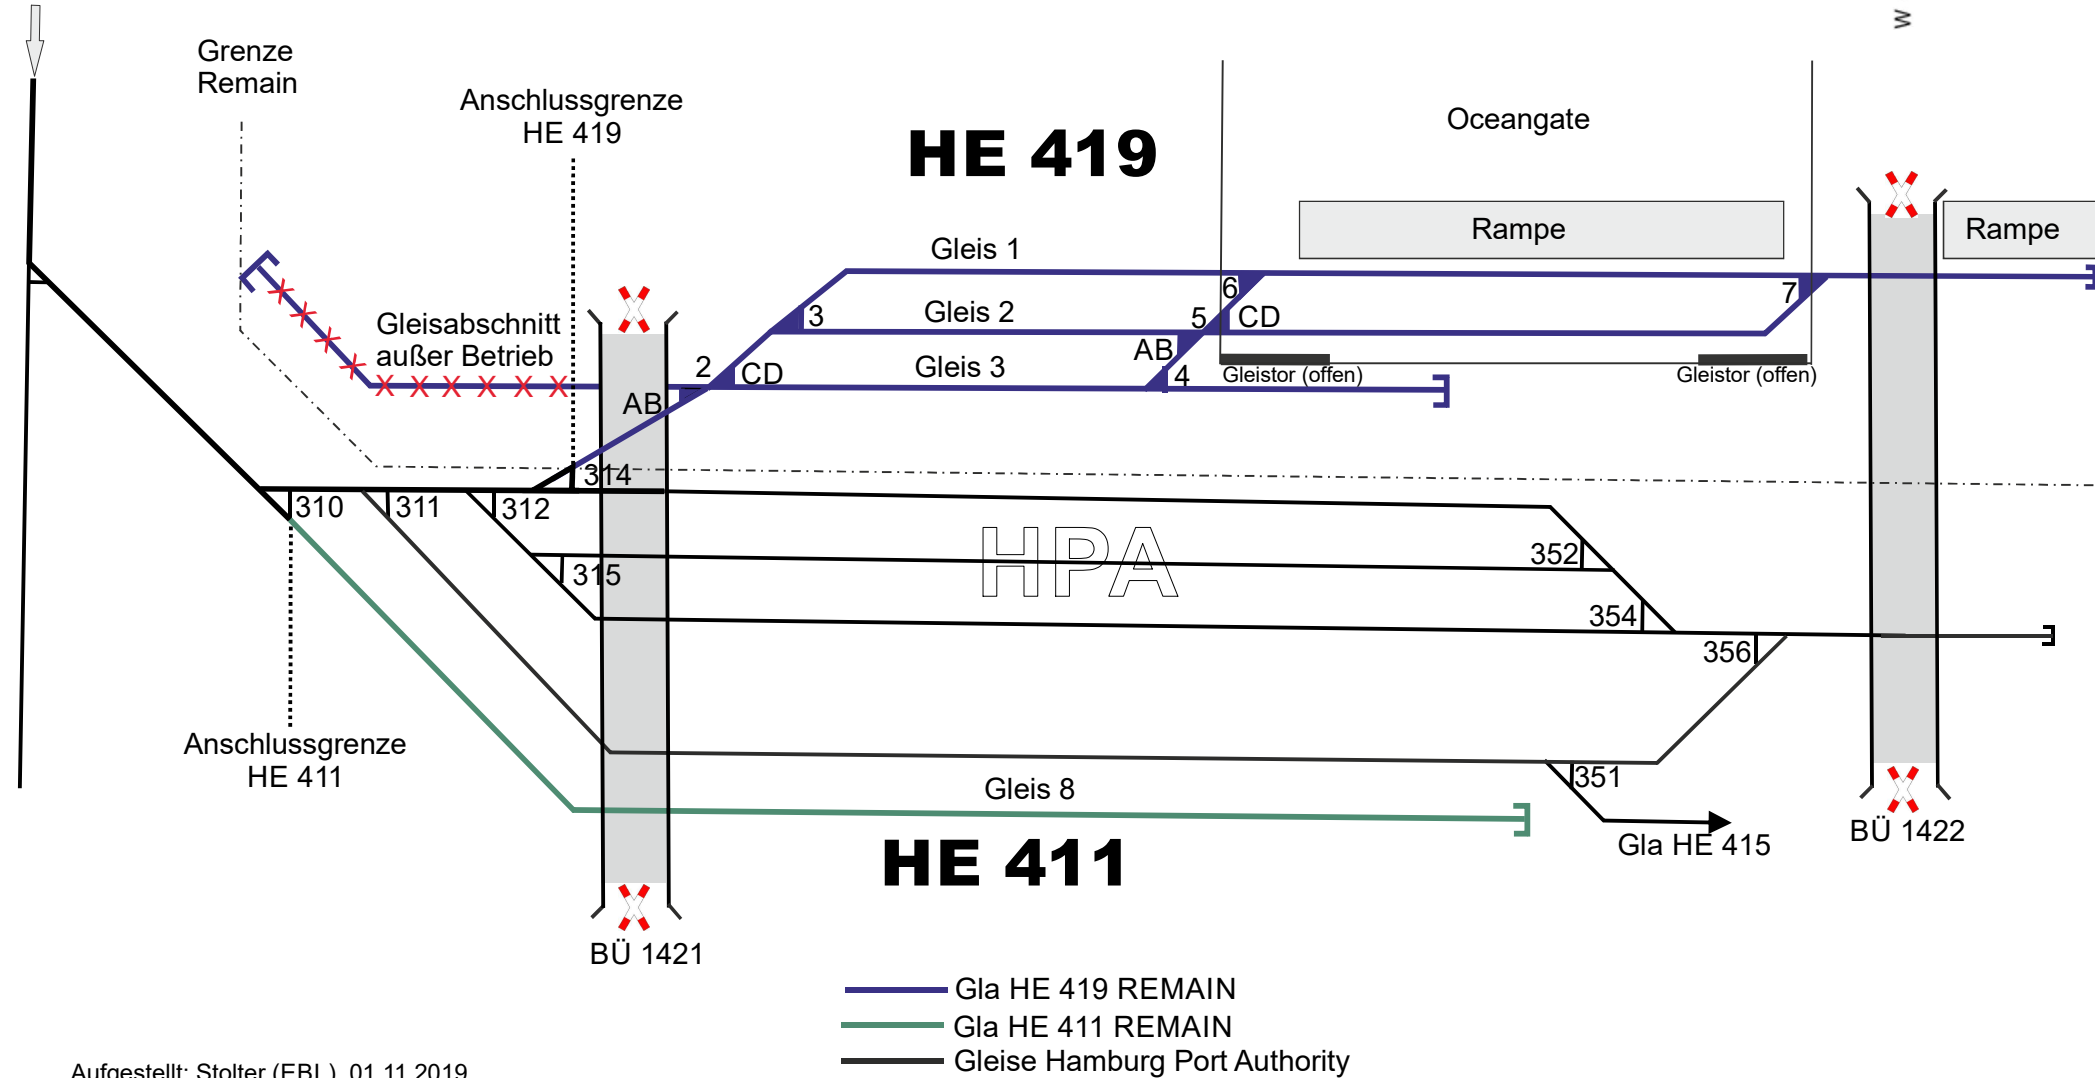 W
Grenze
Remain
Anschlussgrenze
HE 419
HE 419
Oceangate
Rampe
Rampe
Gleis 1
6
7
Gleisabschnitt
außer Betrieb
3
Gleis 2
5
CD
AB
2
CD
Gleis 3
4
Gleistor (offen)
Gleistor (offen)
AB
314
310
311
312
HPA
352
315
354
356
Anschlussgrenze
HE 411
Gleis 8
351
Gla HE 415
BÜ 1422
HE 411
BÜ 1421
Gla HE 419 REMAIN
Gla HE 411 REMAIN
Gleise Hamburg Port Authority
Aufgestellt: Stolter (EBL), 01.11.2019